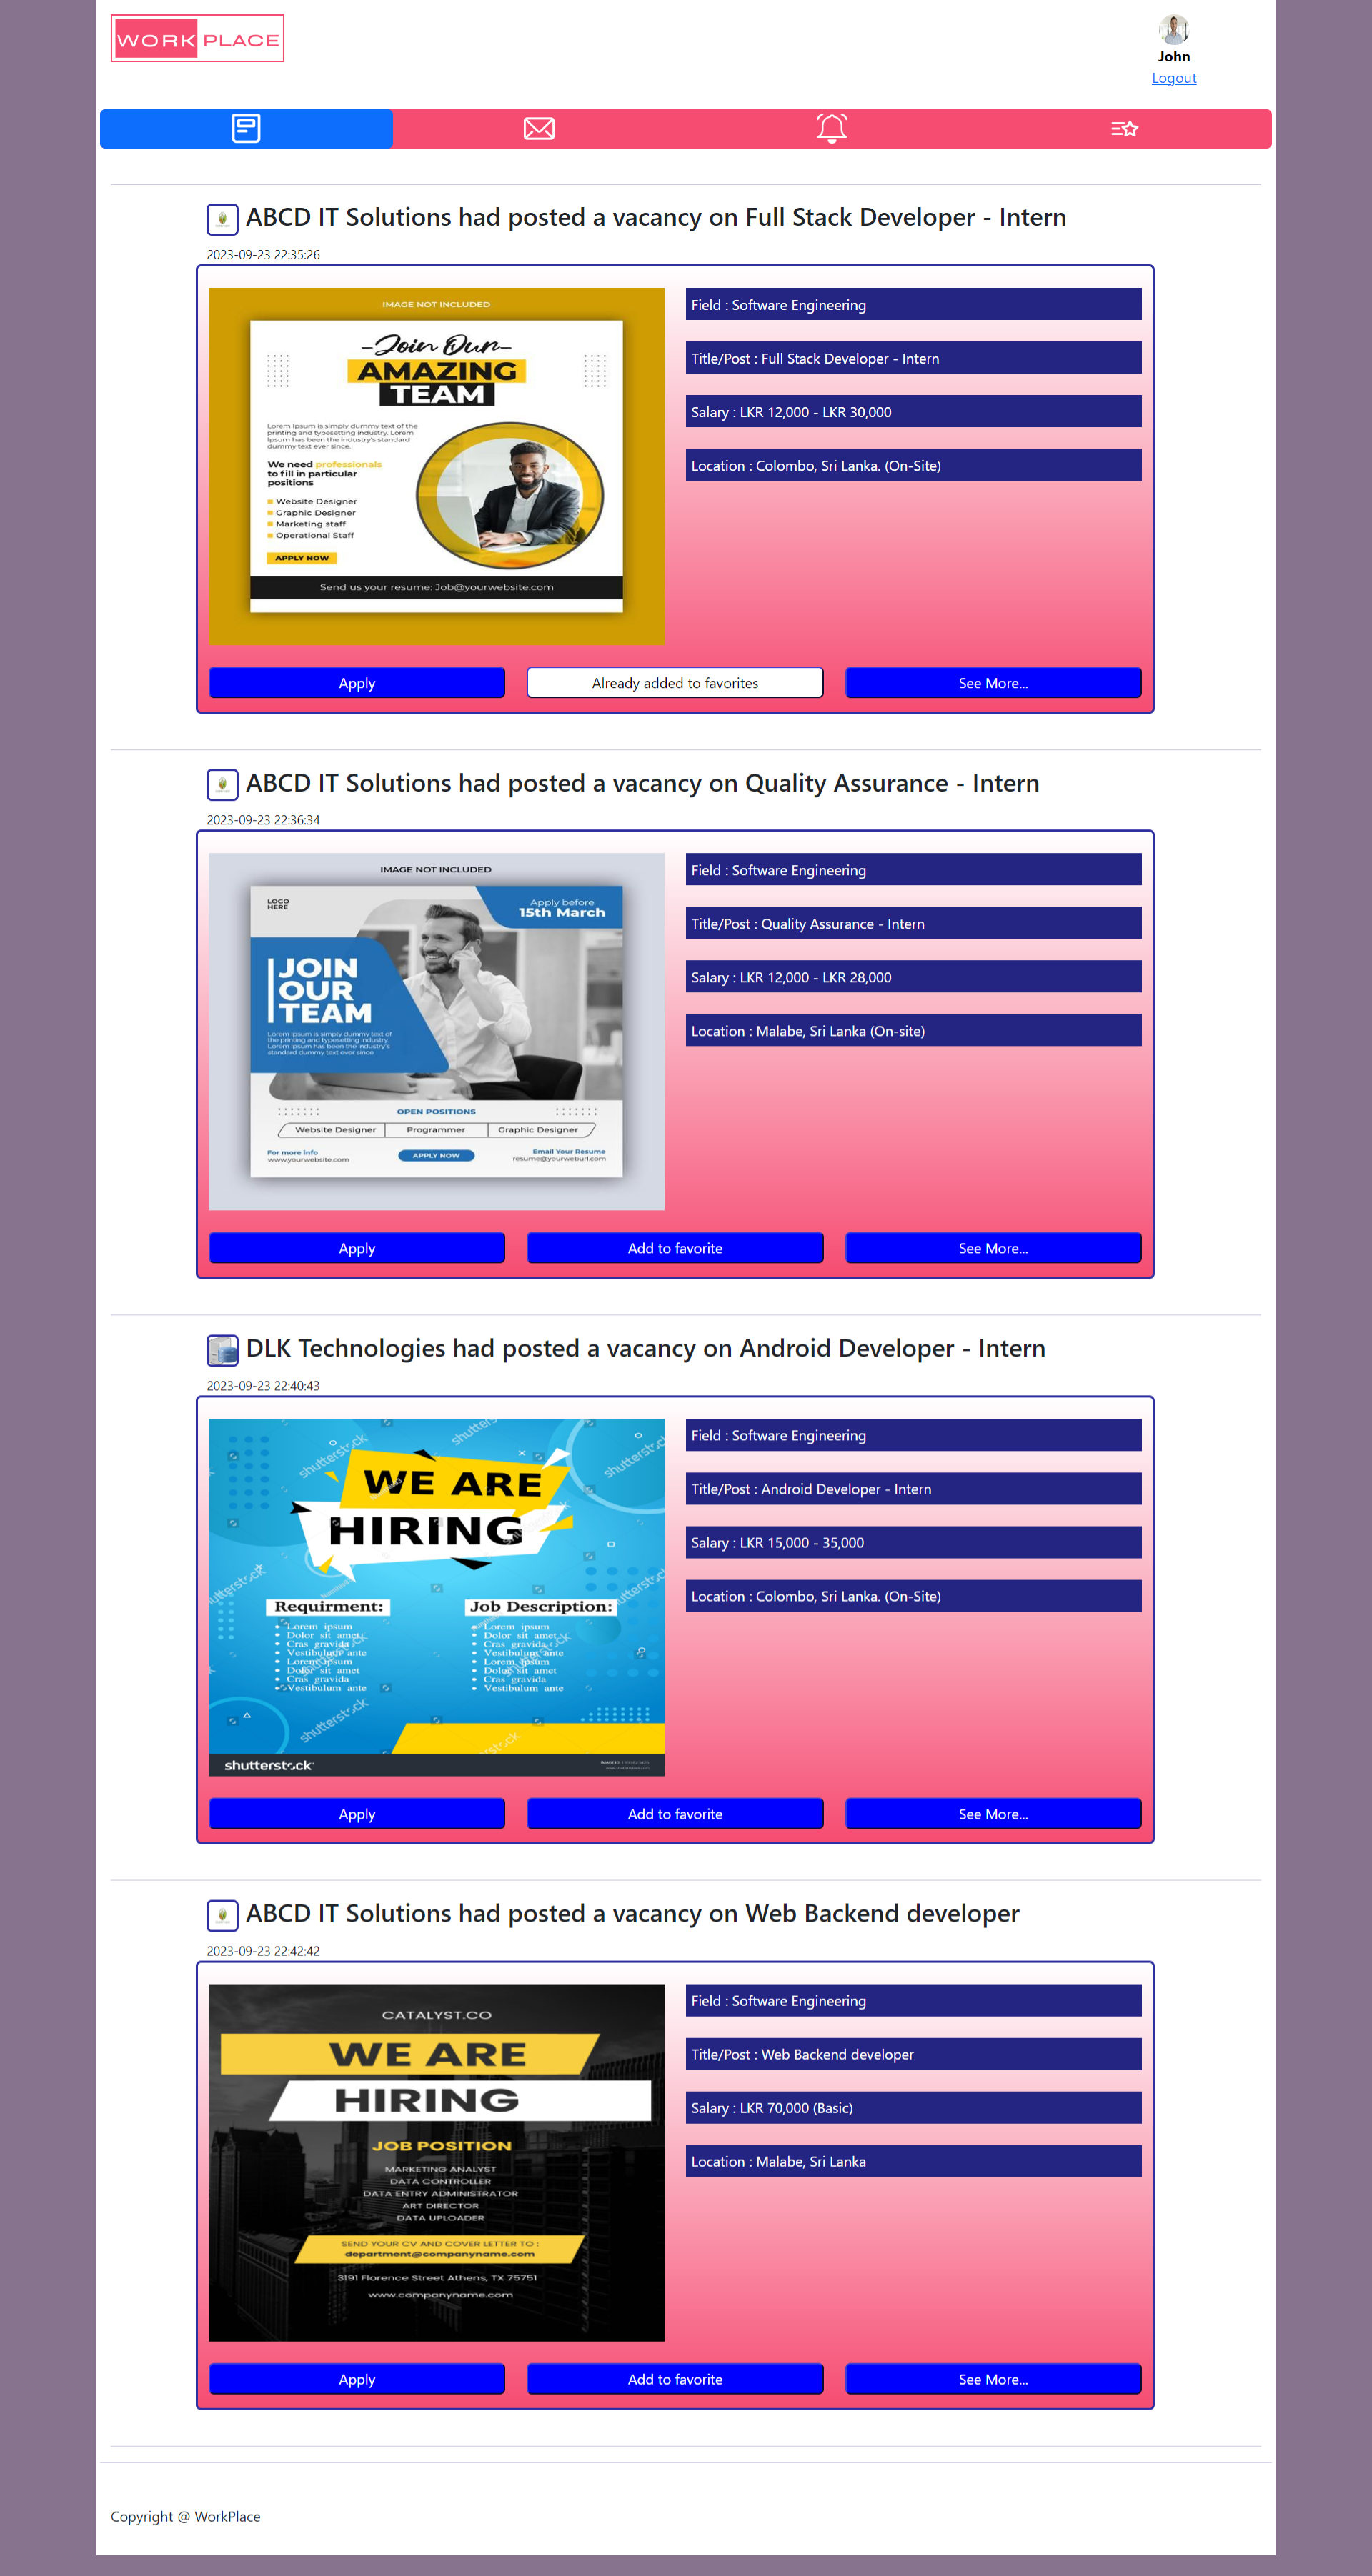 WORK PLACE
John
Logout
ABCD IT Solutions had posted a vacancy on Full Stack Developer - Intern
2023-09-23 22:35:26
IMAGE NOT INCLUDED
-Join Our-
AMAZING
TEAM
Lorem Ipsum is simply dummy text of the
printing and typesetting industry. Lorem
Ipsum has been the industry's standard
dummy text ever since.
We need professionals
to fill in particular
positions
Website Designer
Graphic Designer
Marketing staff
Operational Staff
APPLY NOW
Send us your resume: Job@yourwebsite.com
Field : Software Engineering
Title/Post : Full Stack Developer - Intern
Salary : LKR 12,000 - LKR 30,000
Location : Colombo, Sri Lanka. (On-Site)
Apply
Already added to favorites
See More...
ABCD IT Solutions had posted a vacancy on Quality Assurance - Intern
2023-09-23 22:36:34
IMAGE NOT INCLUDED
LOGO
HERE
Apply before
15th March
JOIN
OUR
TEAM
Lorem Ipsum is simply dummy text of
the printing and typesetting industry.
Lorem Ipsum has been the industry's
standard dummy text ever since
OPEN POSITIONS
Website Designer
Programmer
Graphic Designer
For more info
www.yourwebsite.com
APPLY NOW
Email Your Resume
resume@yourweburl.com
Field : Software Engineering
Title/Post : Quality Assurance - Intern
Salary : LKR 12,000 - LKR 28,000
Location : Malabe, Sri Lanka (On-site)
Apply
Add to favorite
See More...
DLK Technologies had posted a vacancy on Android Developer - Intern
2023-09-23 22:40:43
WE ARE
HIRING
Requirment:
Lorem ipsum
Dolor sit amet
Cras gravida
Vestibulum ante
Lorem ipsum
Dolor sit amet
Cras gravida
Vestibulum ante
Job Description:
Lorem ipsum
Dolor sit amet
Cras gravida
Vestibulum ante
Lorem ipsum
Dolor sit amet
Cras gravida
Vestibulum ante
shutterstock
Field : Software Engineering
Title/Post : Android Developer - Intern
Salary : LKR 15,000 - 35,000
Location : Colombo, Sri Lanka. (On-Site)
Apply
Add to favorite
See More...
ABCD IT Solutions had posted a vacancy on Web Backend developer
2023-09-23 22:42:42
CATALYST.CO
WE ARE
HIRING
JOB POSITION
MARKETING ANALYST
DATA CONTROLLER
DATA ENTRY ADMINISTRATOR
ART DIRECTOR
DATA UPLOADER
SEND YOUR CV AND COVER LETTER TO :
department@companyname.com
3191 Florence Street Athens, TX 75751
www.companyname.com
Field : Software Engineering
Title/Post : Web Backend developer
Salary : LKR 70,000 (Basic)
Location : Malabe, Sri Lanka
Apply
Add to favorite
See More...
Copyright @ WorkPlace